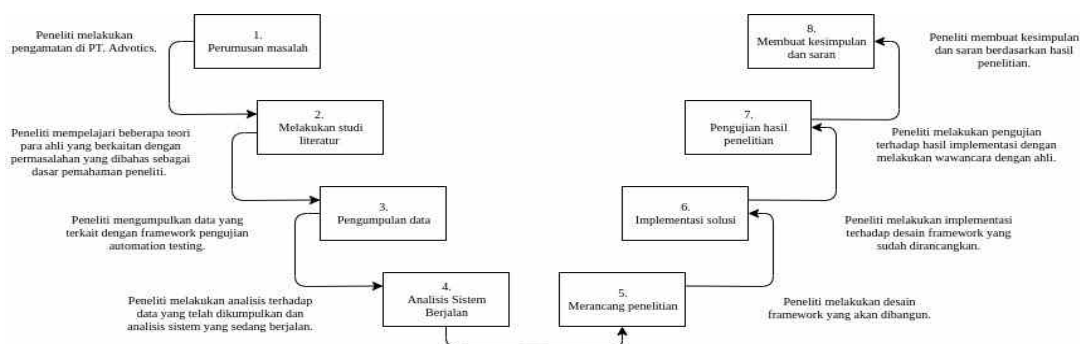 Peneliti melakukan
pengamatan di PT. Advotics.
1.
Perumusan masalah
2.
Melakukan studi
literatur
Peneliti mempelajari beberapa teori
para ahli yang berkaitan dengan
permasalahan yang dibahas sebagai
dasar pemahaman peneliti.
3.
Pengumpulan data
Peneliti mengumpulkan data yang
terkait dengan framework pengujian
automation testing.
4.
Analisis Sistem
Berjalan
Peneliti melakukan analisis terhadap
data yang telah dikumpulkan dan
analisis sistem yang sedang berjalan.
5.
Merancang penelitian
Peneliti melakukan desain
framework yang akan dibangun.
6.
Implementasi solusi
Peneliti melakukan implementasi
terhadap desain framework yang
sudah dirancangkan.
7.
Pengujian hasil
penelitian
Peneliti melakukan pengujian
terhadap hasil implementasi dengan
melakukan wawancara dengan ahli.
8.
Membuat kesimpulan
dan saran
Peneliti membuat kesimpulan
dan saran berdasarkan hasil
penelitian.